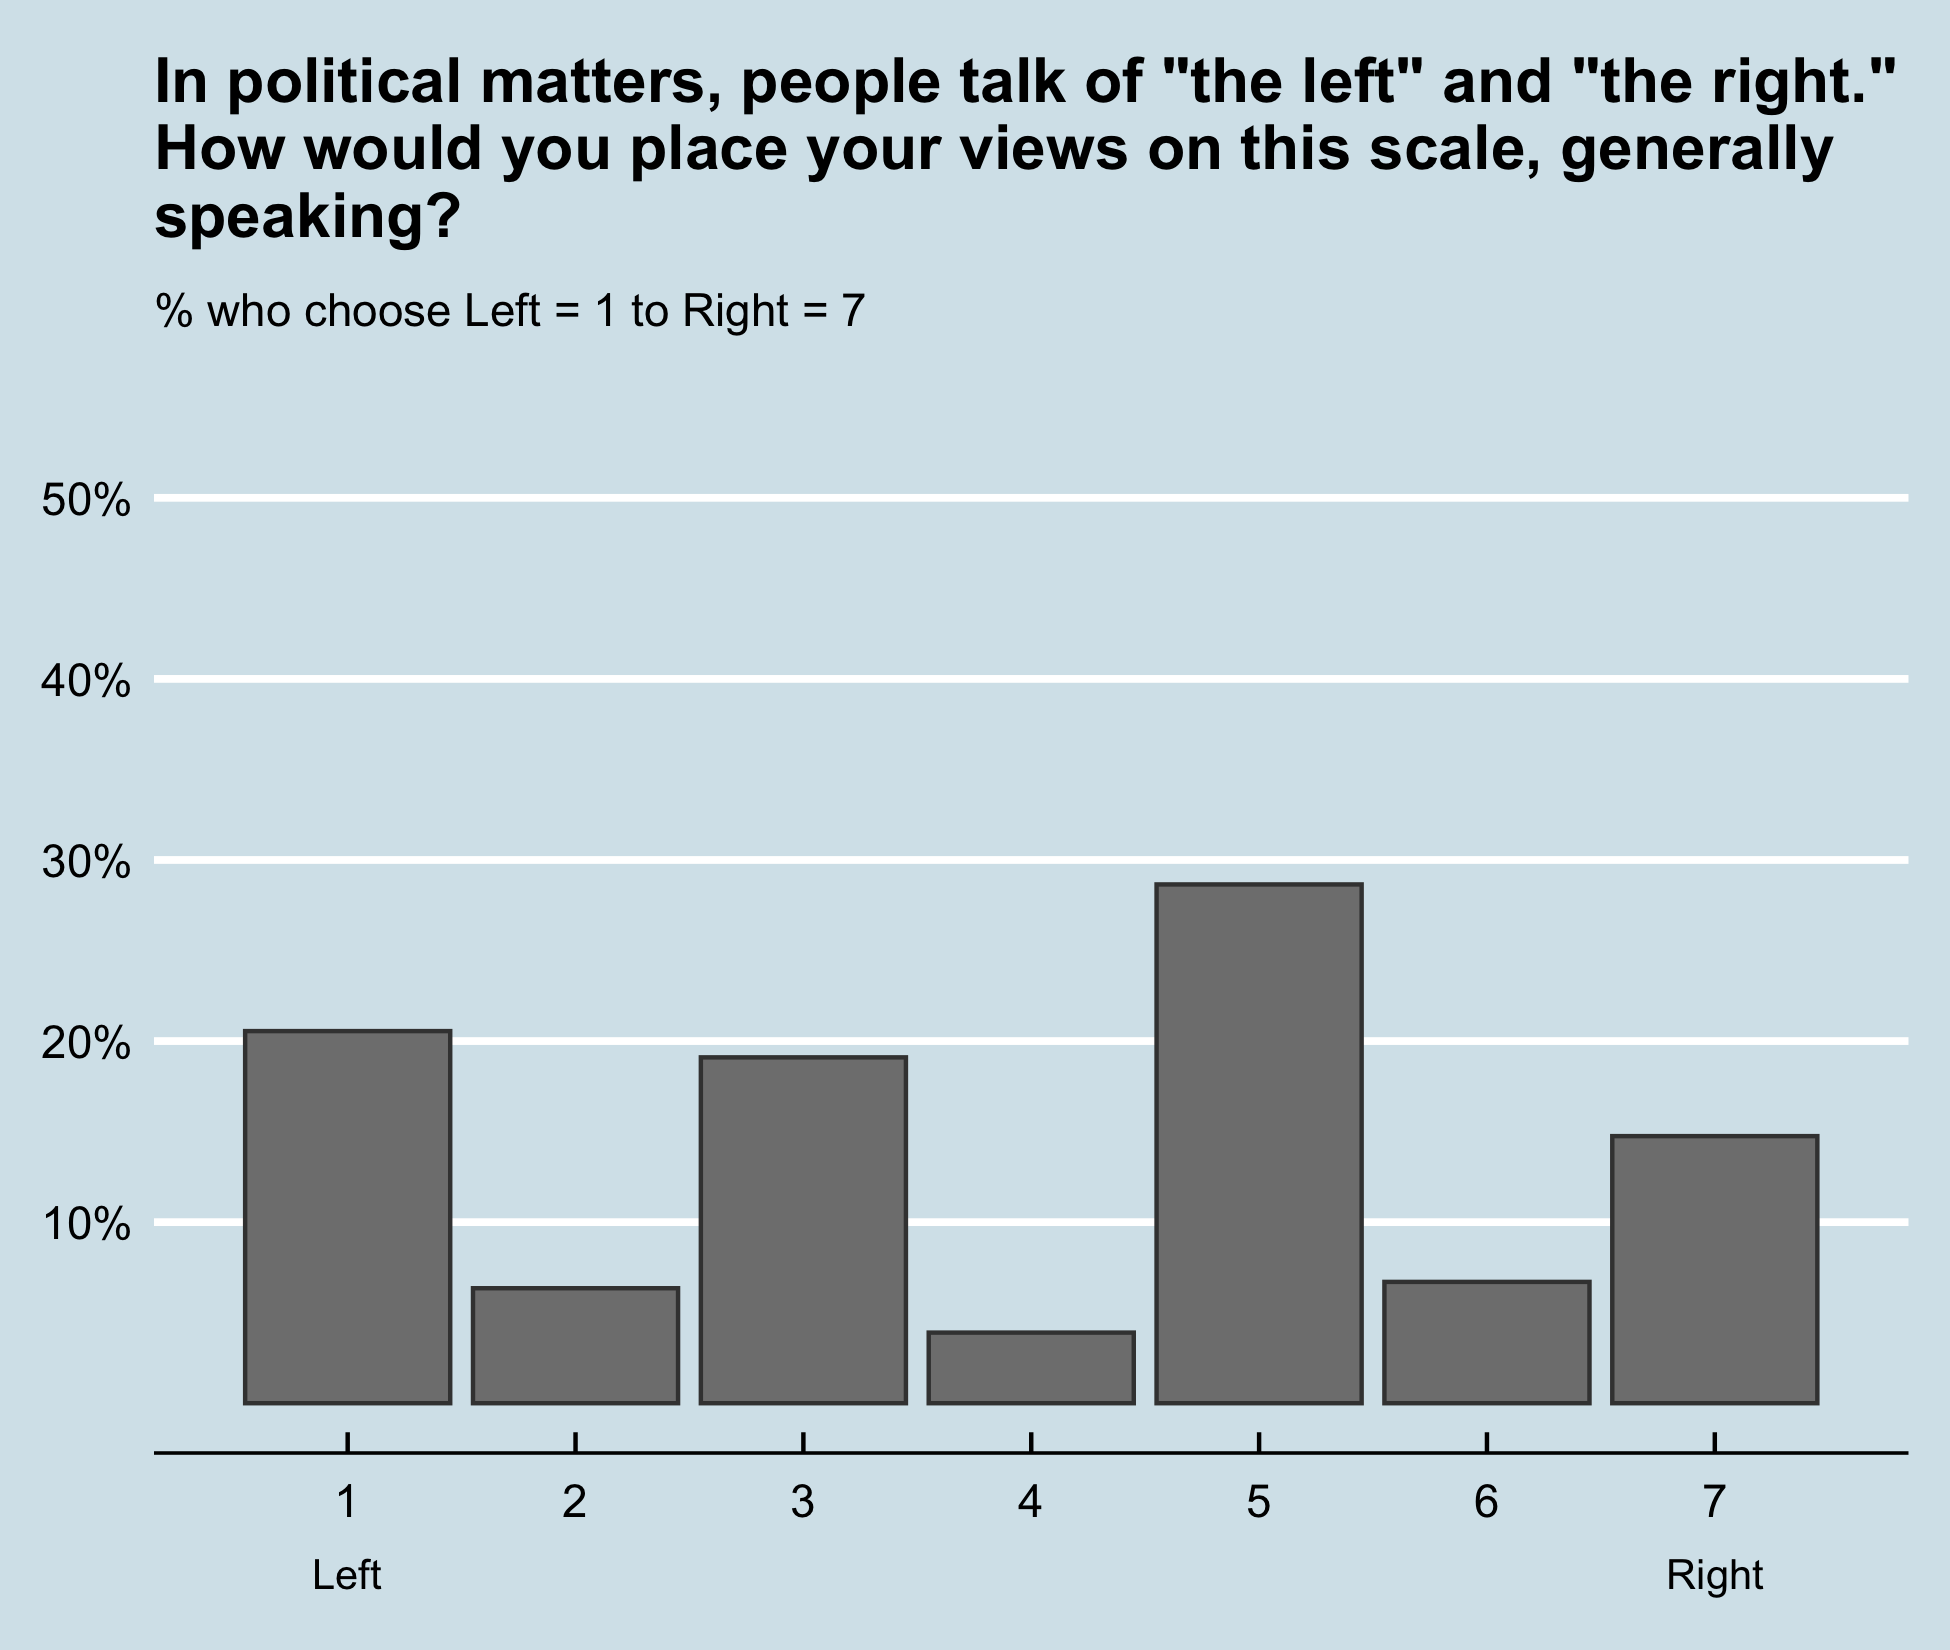 In political matters, people talk of "the left" and "the right."
How would you place your views on this scale, generally
speaking?
% who choose Left = 1 to Right = 7
50%
40%
30%
20%
10%
1 2 3 4 5 6 7
Left Right